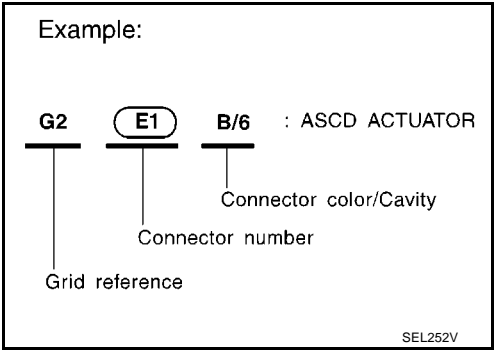 Example:
G2 E1 B/6 : ASCD ACTUATOR
Connector color/Cavity
Connector number
Grid reference
SEL252V